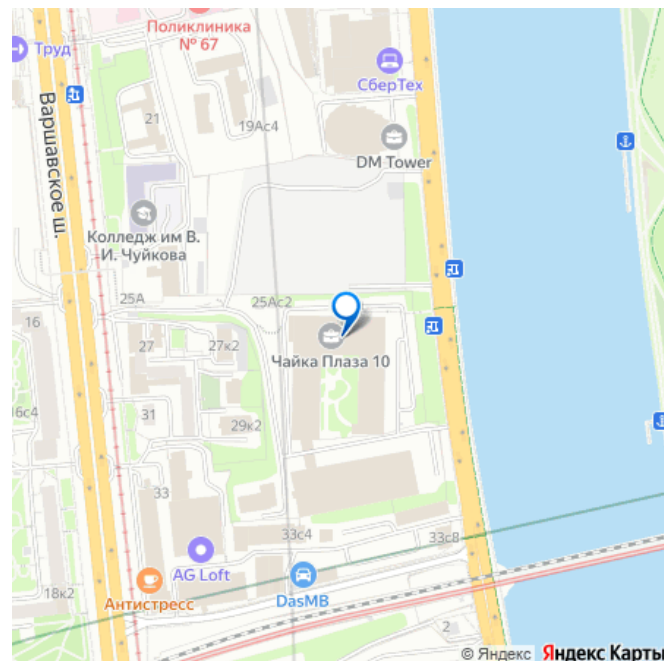 Поликлиника
№ 67
Труд
СберТех
21
19Ас4
DM Tower
Варшавское ш.
Колледж им В.
И. Чуйкова
25А
25Ас2
16
27
27к2
Чайка Плаза 10
16с4
31
29к2
33
33с4
33с8
AG Loft
DasMB
18к2
Антистресс
2
© Яндекс Яндекс Карты